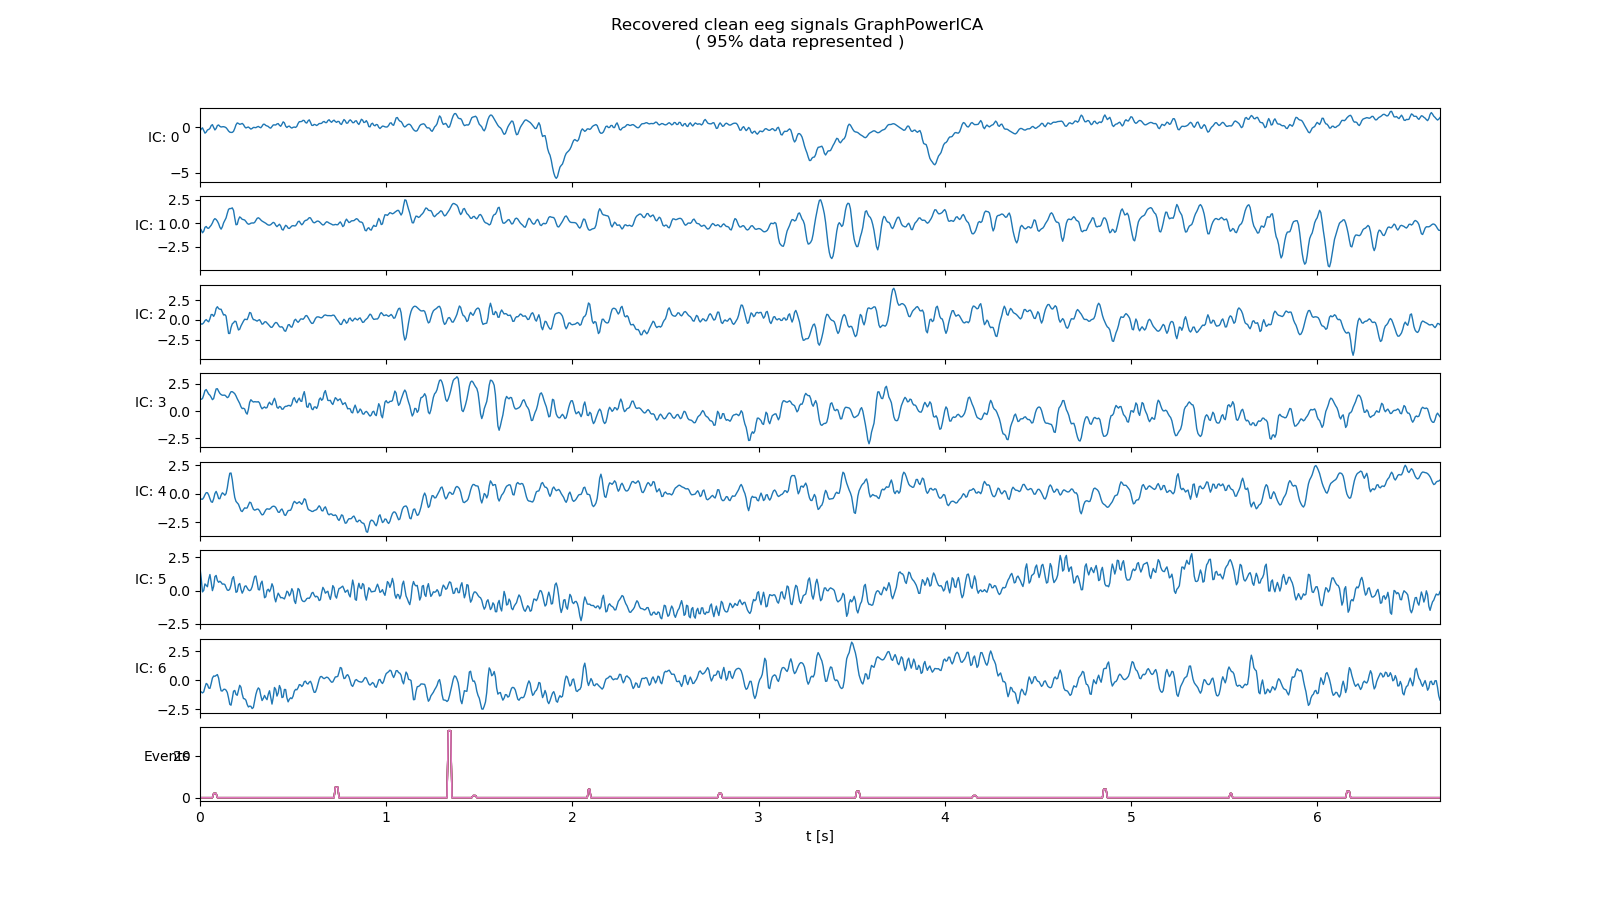 Recovered clean eeg signals GraphPowerICA
( 95% data represented )
IC: 0
0
−5
IC: 1
2.5
0.0
−2.5
IC: 2
2.5
0.0
−2.5
IC: 3
2.5
0.0
−2.5
IC: 4
2.5
0.0
−2.5
IC: 5
2.5
0.0
−2.5
IC: 6
2.5
0.0
−2.5
Events
20
0
0 1 2 3 4 5 6
t [s]